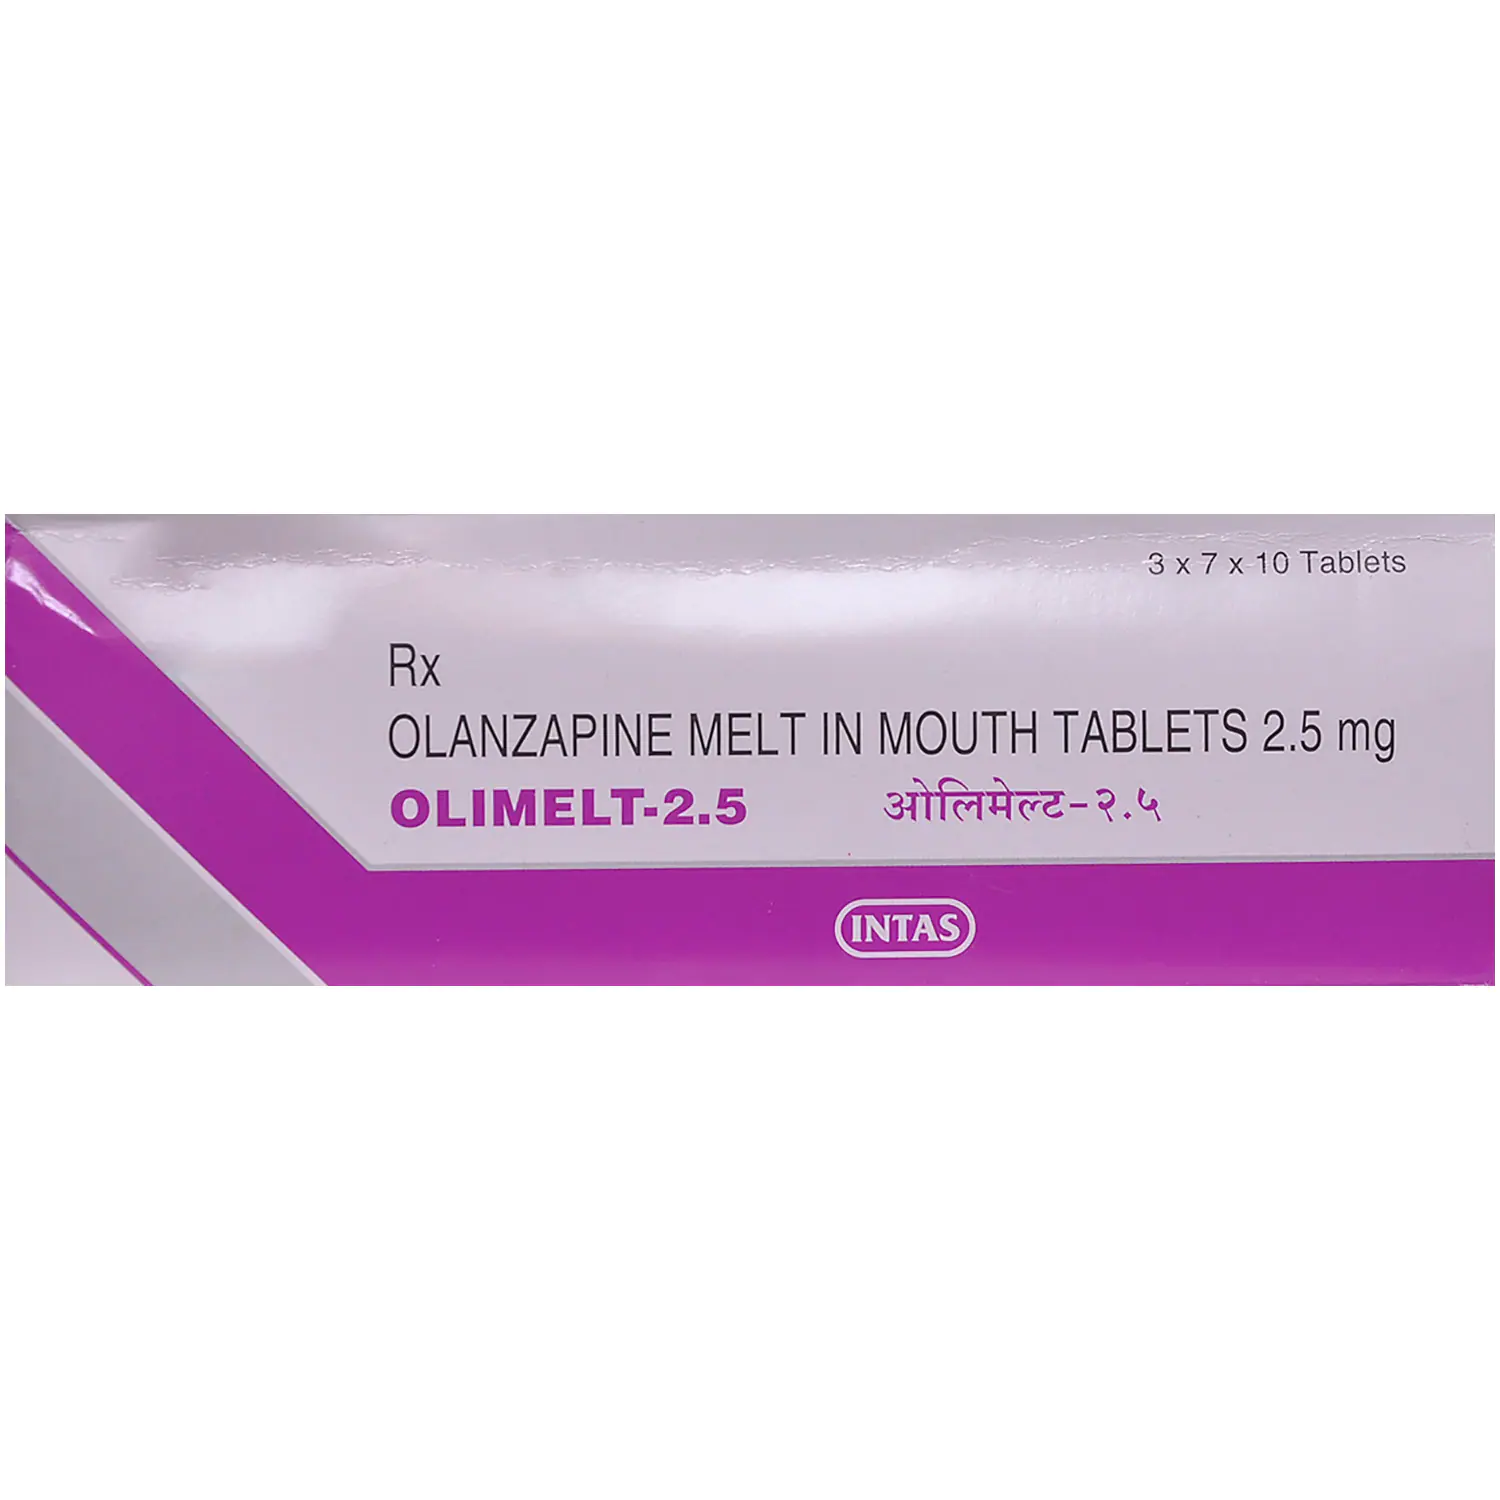 3 x 7 x 10 Tablets
Rx
OLANZAPINE MELT IN MOUTH TABLETS 2.5 mg
OLIMELT-2.5 ओलिमेल्ट-२.५
INTAS